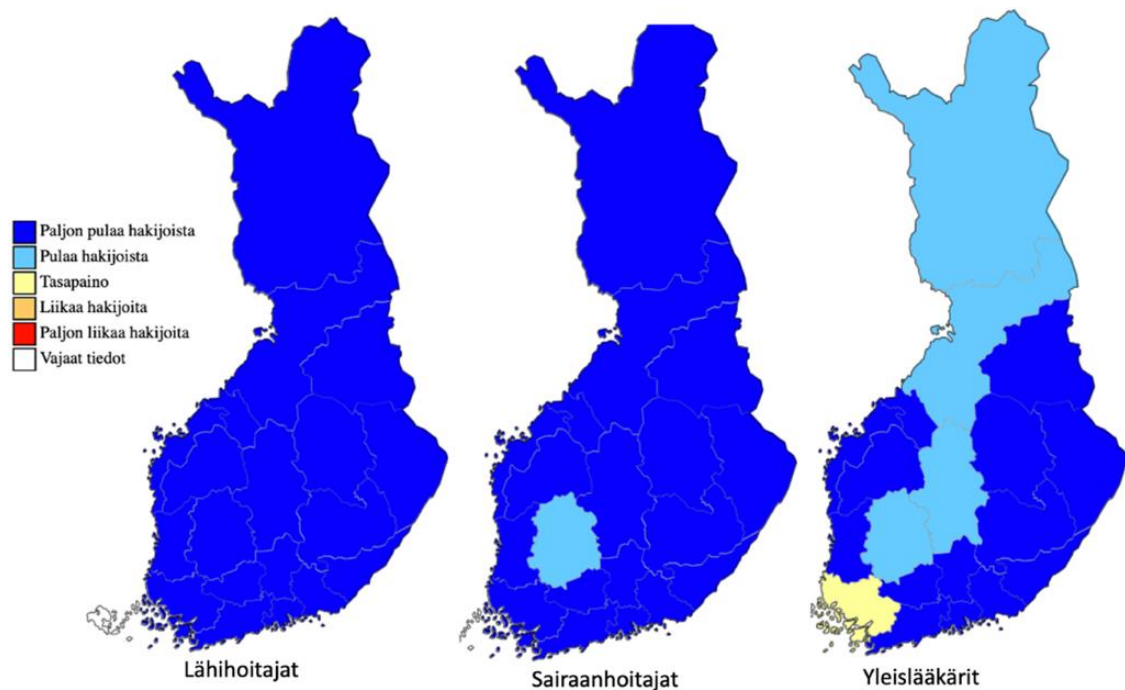 Paljon pulaa hakijoista
Pulaa hakijoista
Tasapaino
Liikaa hakijoita
Paljon liikaa hakijoita
Vajaat tiedot
Lähihoitajat
Sairaanhoitajat
Yleislääkärit